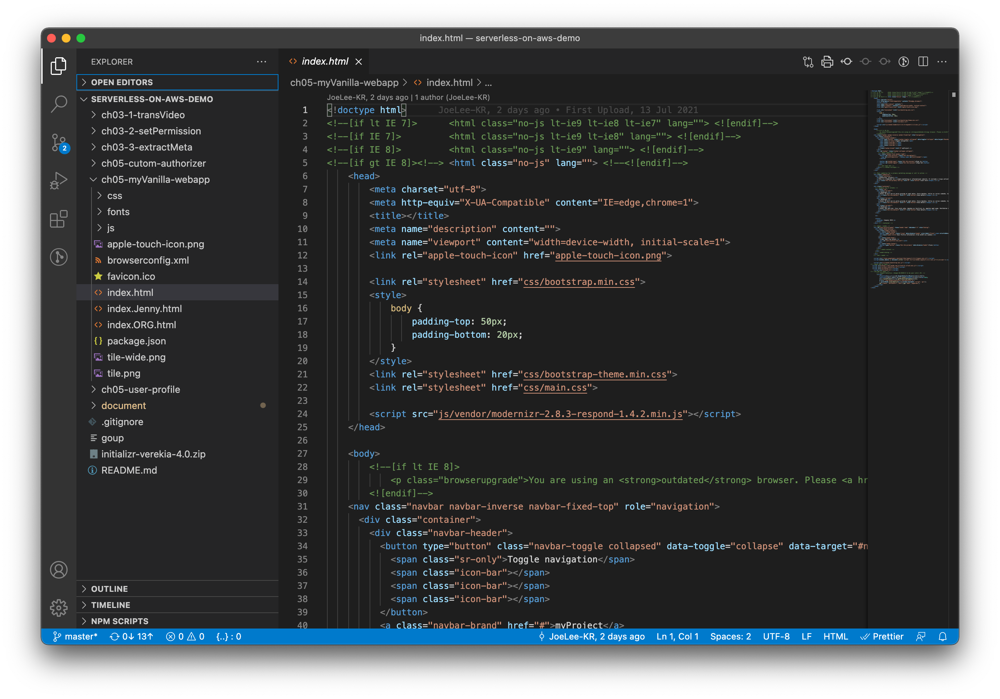 index.html — serverless-on-aws-demo
EXPLORER
OPEN EDITORS
SERVERLESS-ON-AWS-DEMO
ch03-1-transVideo
ch03-2-setPermission
ch03-3-extractMeta
ch05-cutom-authorizer
ch05-myVanilla-webapp
css
fonts
js
apple-touch-icon.png
browserconfig.xml
favicon.ico
index.html
index.Jenny.html
index.ORG.html
package.json
tile-wide.png
tile.png
ch05-user-profile
document
.gitignore
goup
initializr-verekia-4.0.zip
README.md
OUTLINE
TIMELINE
NPM SCRIPTS
2
index.html
ch05-myVanilla-webapp > index.html > ...
JoeLee-KR, 2 days ago | 1 author (JoeLee-KR)
1 <!doctype html> JoeLee-KR, 2 days ago • First Upload, 13 Jul 2021
2 <!--[if lt IE 7]>      <html class="no-js lt-ie9 lt-ie8 lt-ie7" lang=""> <![endif]-->
3 <!--[if IE 7]>         <html class="no-js lt-ie9 lt-ie8" lang=""> <![endif]-->
4 <!--[if IE 8]>         <html class="no-js lt-ie9" lang=""> <![endif]-->
5 <!--[if gt IE 8]><!--> <html class="no-js" lang=""> <!--<![endif]-->
6 <head>
7 <meta charset="utf-8">
8 <meta http-equiv="X-UA-Compatible" content="IE=edge,chrome=1">
9 <title></title>
10 <meta name="description" content="">
11 <meta name="viewport" content="width=device-width, initial-scale=1">
12 <link rel="apple-touch-icon" href="apple-touch-icon.png">
13
14 <link rel="stylesheet" href="css/bootstrap.min.css">
15 <style>
16 body {
17 padding-top: 50px;
18 padding-bottom: 20px;
19 }
20 </style>
21 <link rel="stylesheet" href="css/bootstrap-theme.min.css">
22 <link rel="stylesheet" href="css/main.css">
23
24 <script src="js/vendor/modernizr-2.8.3-respond-1.4.2.min.js"></script>
25 </head>
26
27 <body>
28 <!--[if lt IE 8]>
29 <p class="browserupgrade">You are using an <strong>outdated</strong> browser. Please <a hr
30 <![endif]-->
31 <nav class="navbar navbar-inverse navbar-fixed-top" role="navigation">
32 <div class="container">
33 <div class="navbar-header">
34 <button type="button" class="navbar-toggle collapsed" data-toggle="collapse" data-target="#n
35 <span class="sr-only">Toggle navigation</span>
36 <span class="icon-bar"></span>
37 <span class="icon-bar"></span>
38 <span class="icon-bar"></span>
39 </button>
40 <a class="navbar-brand" href="#">myProject</a>
master* 0↓ 13↑ 0 0 {..} : 0 JoeLee-KR, 2 days ago Ln 1, Col 1 Spaces: 2 UTF-8 LF HTML Prettier